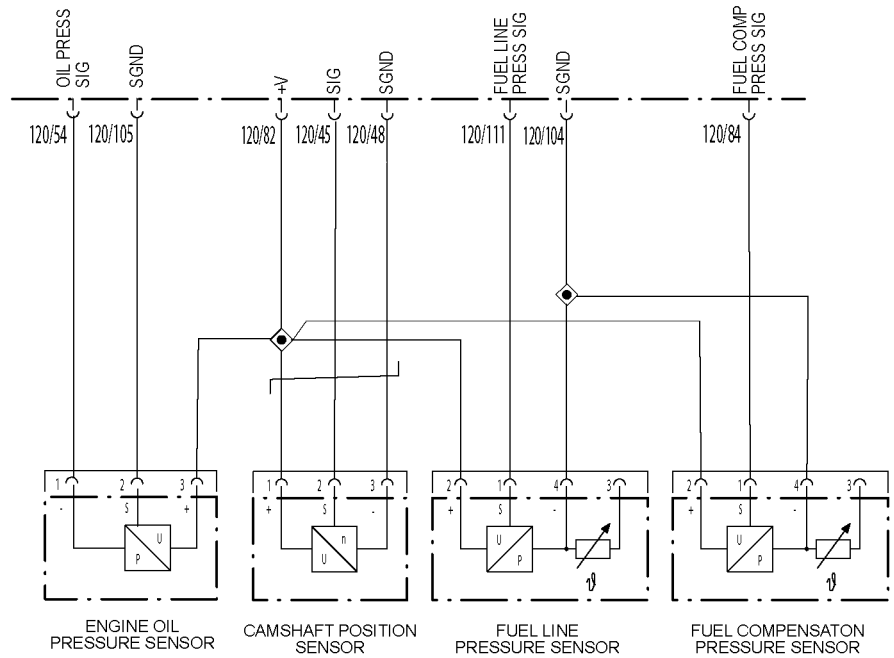 OIL PRESS
SIG
SGND
+V
SIG
SGND
FUEL LINE
PRESS SIG
SGND
FUEL COMP
PRESS SIG
120/54
120/105
120/82
120/45
120/48
120/111
120/104
120/84
1 2 3
1 2 3
2 1 4 3
2 1 4 3
- S +
+ S -
+ S -
+ S -
U
P
n
U
U
P
U
P
ϑ
ϑ
ENGINE OIL
PRESSURE SENSOR
CAMSHAFT POSITION
SENSOR
FUEL LINE
PRESSURE SENSOR
FUEL COMPENSATON
PRESSURE SENSOR